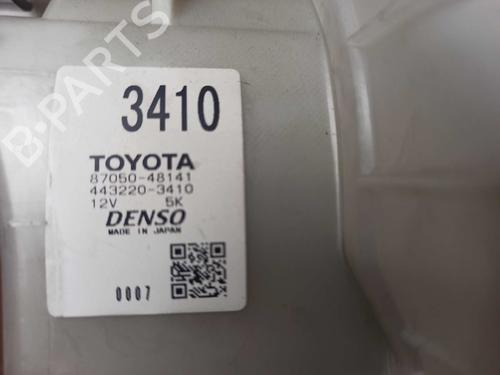 B-PARTS
3410
TOYOTA
87050-48141
443220-3410
12V 5K
DENSO
MADE IN JAPAN
0007